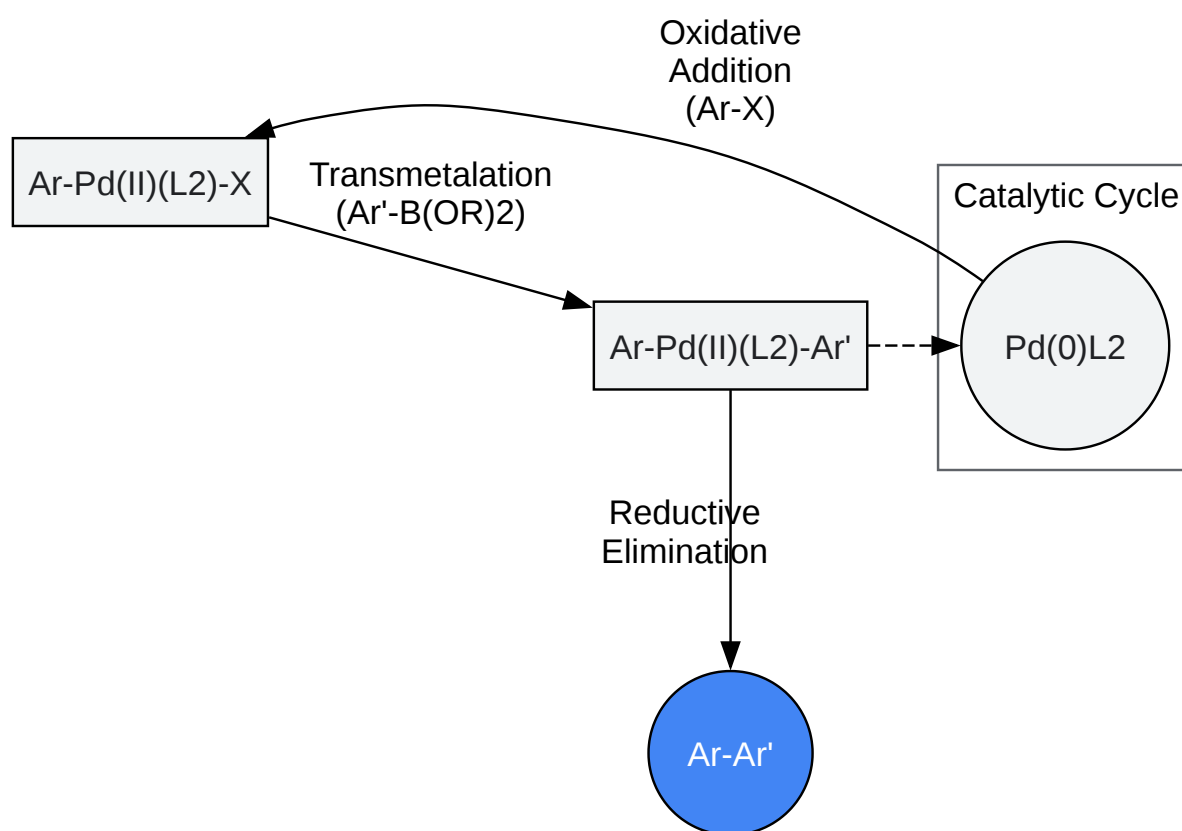 Oxidative
Addition
(Ar-X)
Ar-Pd(II)(L2)-X
Transmetalation
(Ar'-B(OR)2)
Catalytic Cycle
Ar-Pd(II)(L2)-Ar'
Pd(0)L2
Reductive
Elimination
Ar-Ar'